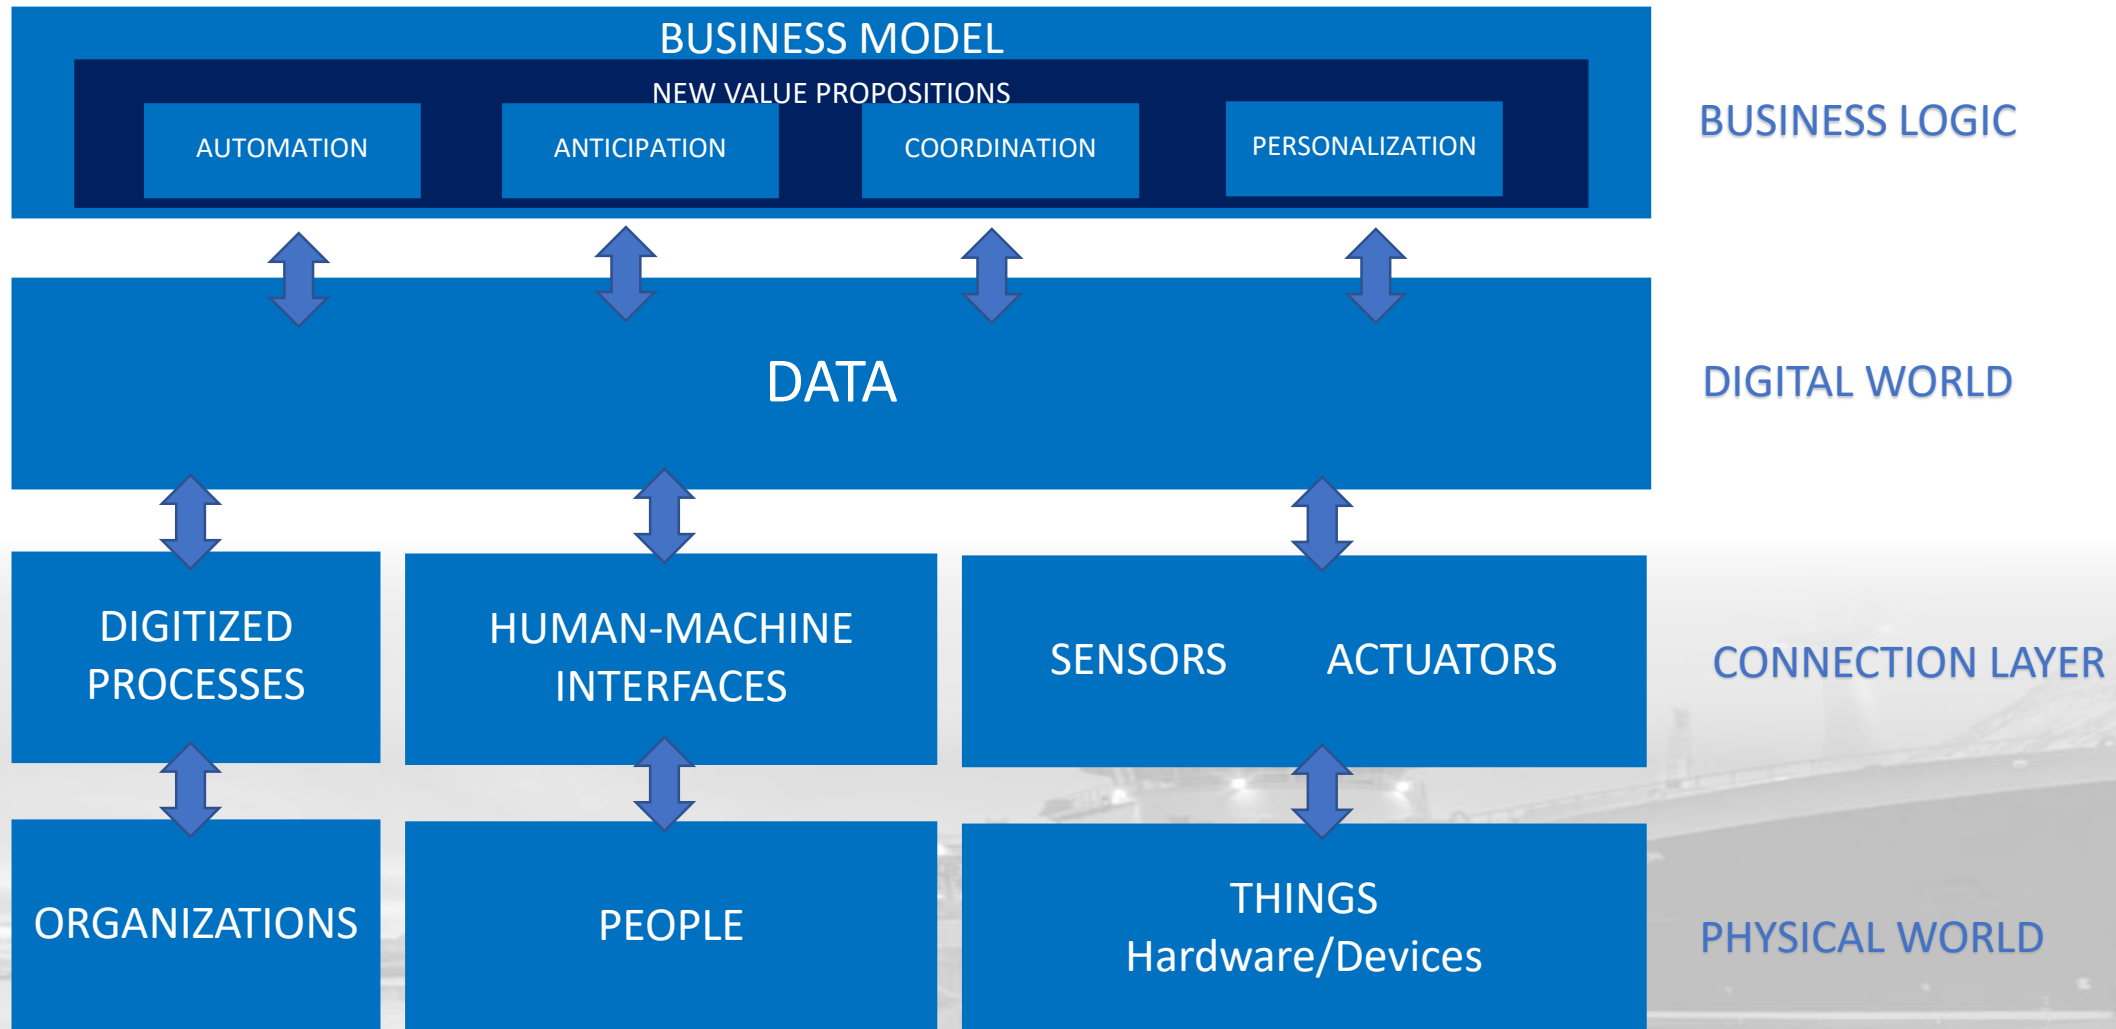 BUSINESS MODEL
NEW VALUE PROPOSITIONS
AUTOMATION
ANTICIPATION
COORDINATION
PERSONALIZATION
BUSINESS LOGIC
DATA
DIGITAL WORLD
DIGITIZED
PROCESSES
HUMAN-MACHINE
INTERFACES
SENSORS ACTUATORS
CONNECTION LAYER
ORGANIZATIONS
PEOPLE
THINGS
Hardware/Devices
PHYSICAL WORLD